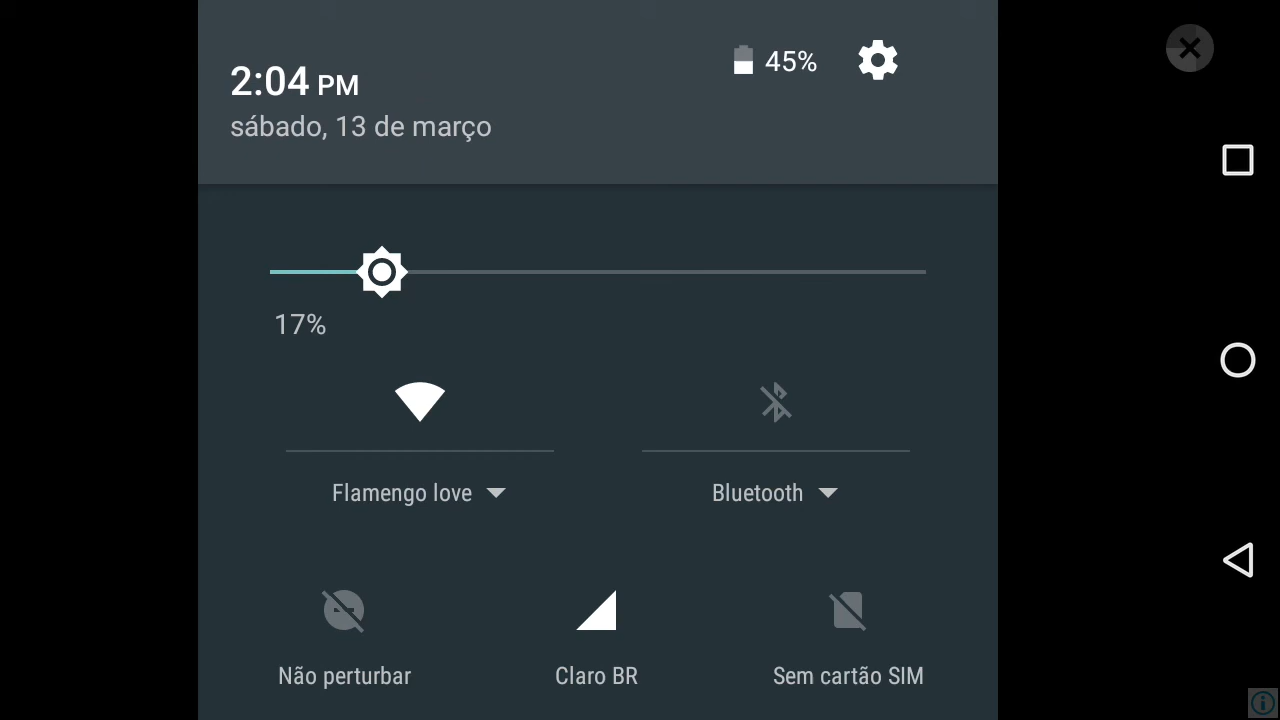 45%
2:04 PM
sábado, 13 de março
17%
Flamengo love
Bluetooth
Não perturbar
Claro BR
Sem cartão SIM